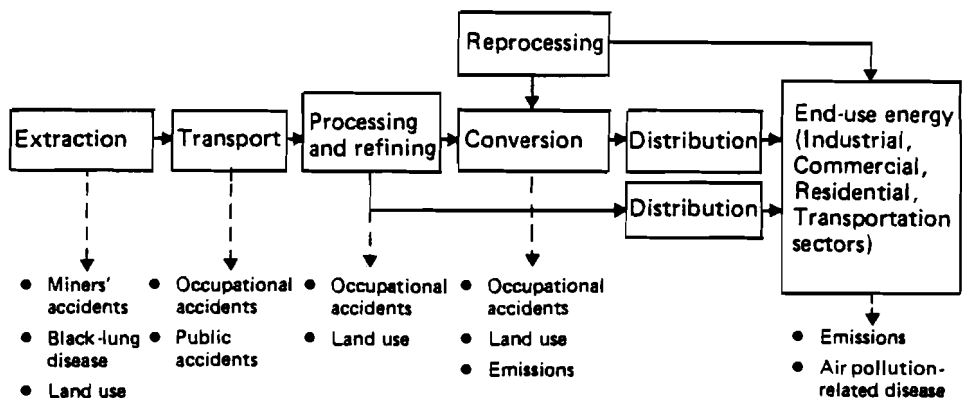 Reprocessing
Extraction
Transport
Processing
and refining
Conversion
Distribution
Distribution
End-use energy
(Industrial,
Commercial,
Residential,
Transportation
sectors)
● Miners'
accidents
● Black-lung
disease
● Land use
● Occupational
accidents
● Public
accidents
● Occupational
accidents
● Land use
● Occupational
accidents
● Land use
● Emissions
● Emissions
● Air pollution-
related disease